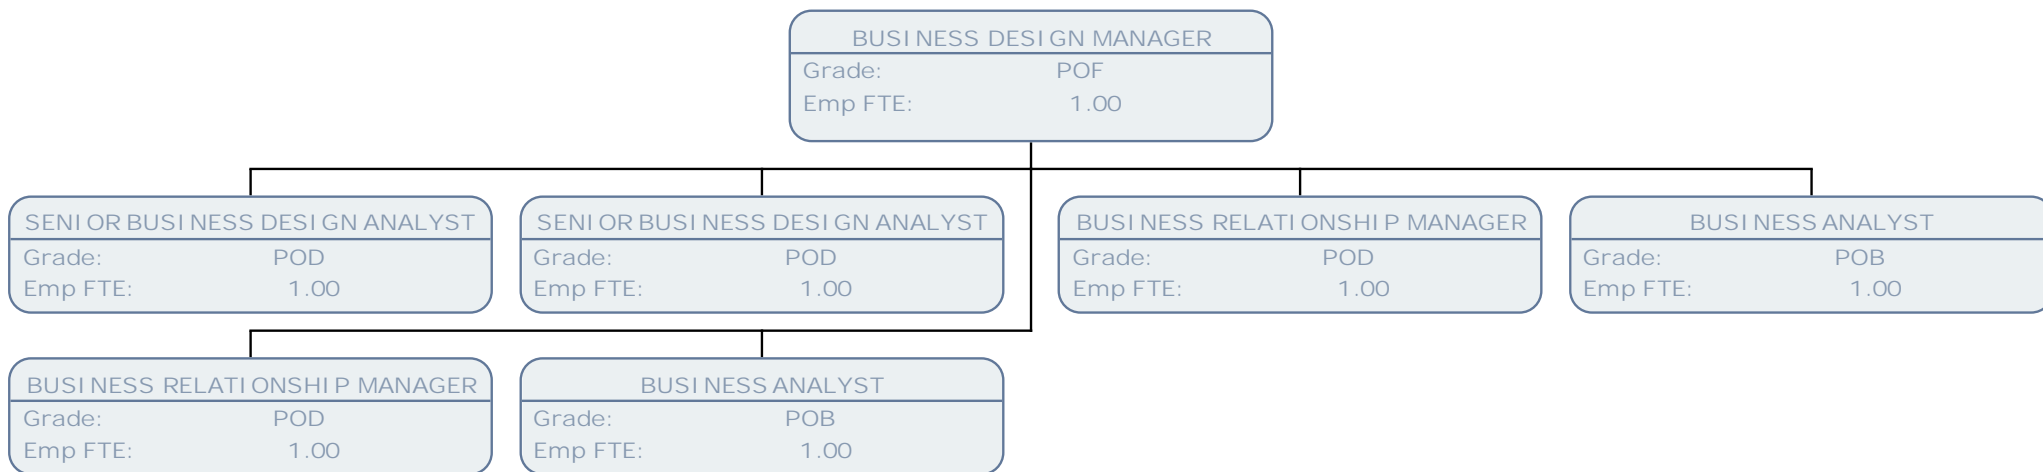 BUSINESS DESIGN MANAGER
Grade: POF
Emp FTE: 1.00
SENIOR BUSINESS DESIGN ANALYST
Grade: POD
Emp FTE: 1.00
SENIOR BUSINESS DESIGN ANALYST
Grade: POD
Emp FTE: 1.00
BUSINESS RELATIONSHIP MANAGER
Grade: POD
Emp FTE: 1.00
BUSINESS ANALYST
Grade: POB
Emp FTE: 1.00
BUSINESS RELATIONSHIP MANAGER
Grade: POD
Emp FTE: 1.00
BUSINESS ANALYST
Grade: POB
Emp FTE: 1.00